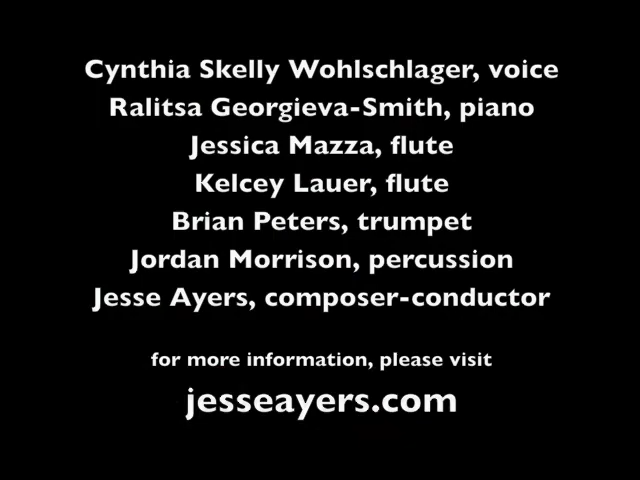 Cynthia Skelly Wohlschlager, voice
Ralitsa Georgieva-Smith, piano
Jessica Mazza, flute
Kelcey Lauer, flute
Brian Peters, trumpet
Jordan Morrison, percussion
Jesse Ayers, composer-conductor
for more information, please visit
jesseayers.com